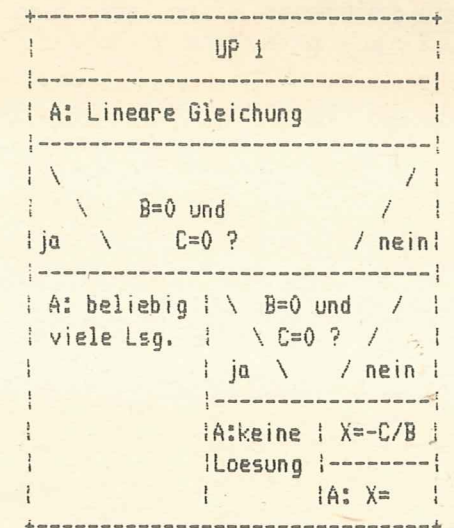 UP 1
A: Lineare Gleichung
B=0 und
ja C=0 ? nein
A: beliebig B=0 und
viele Lsg. C=0 ?
ja nein
A:keine X=-C/B
Loesung
A: X=